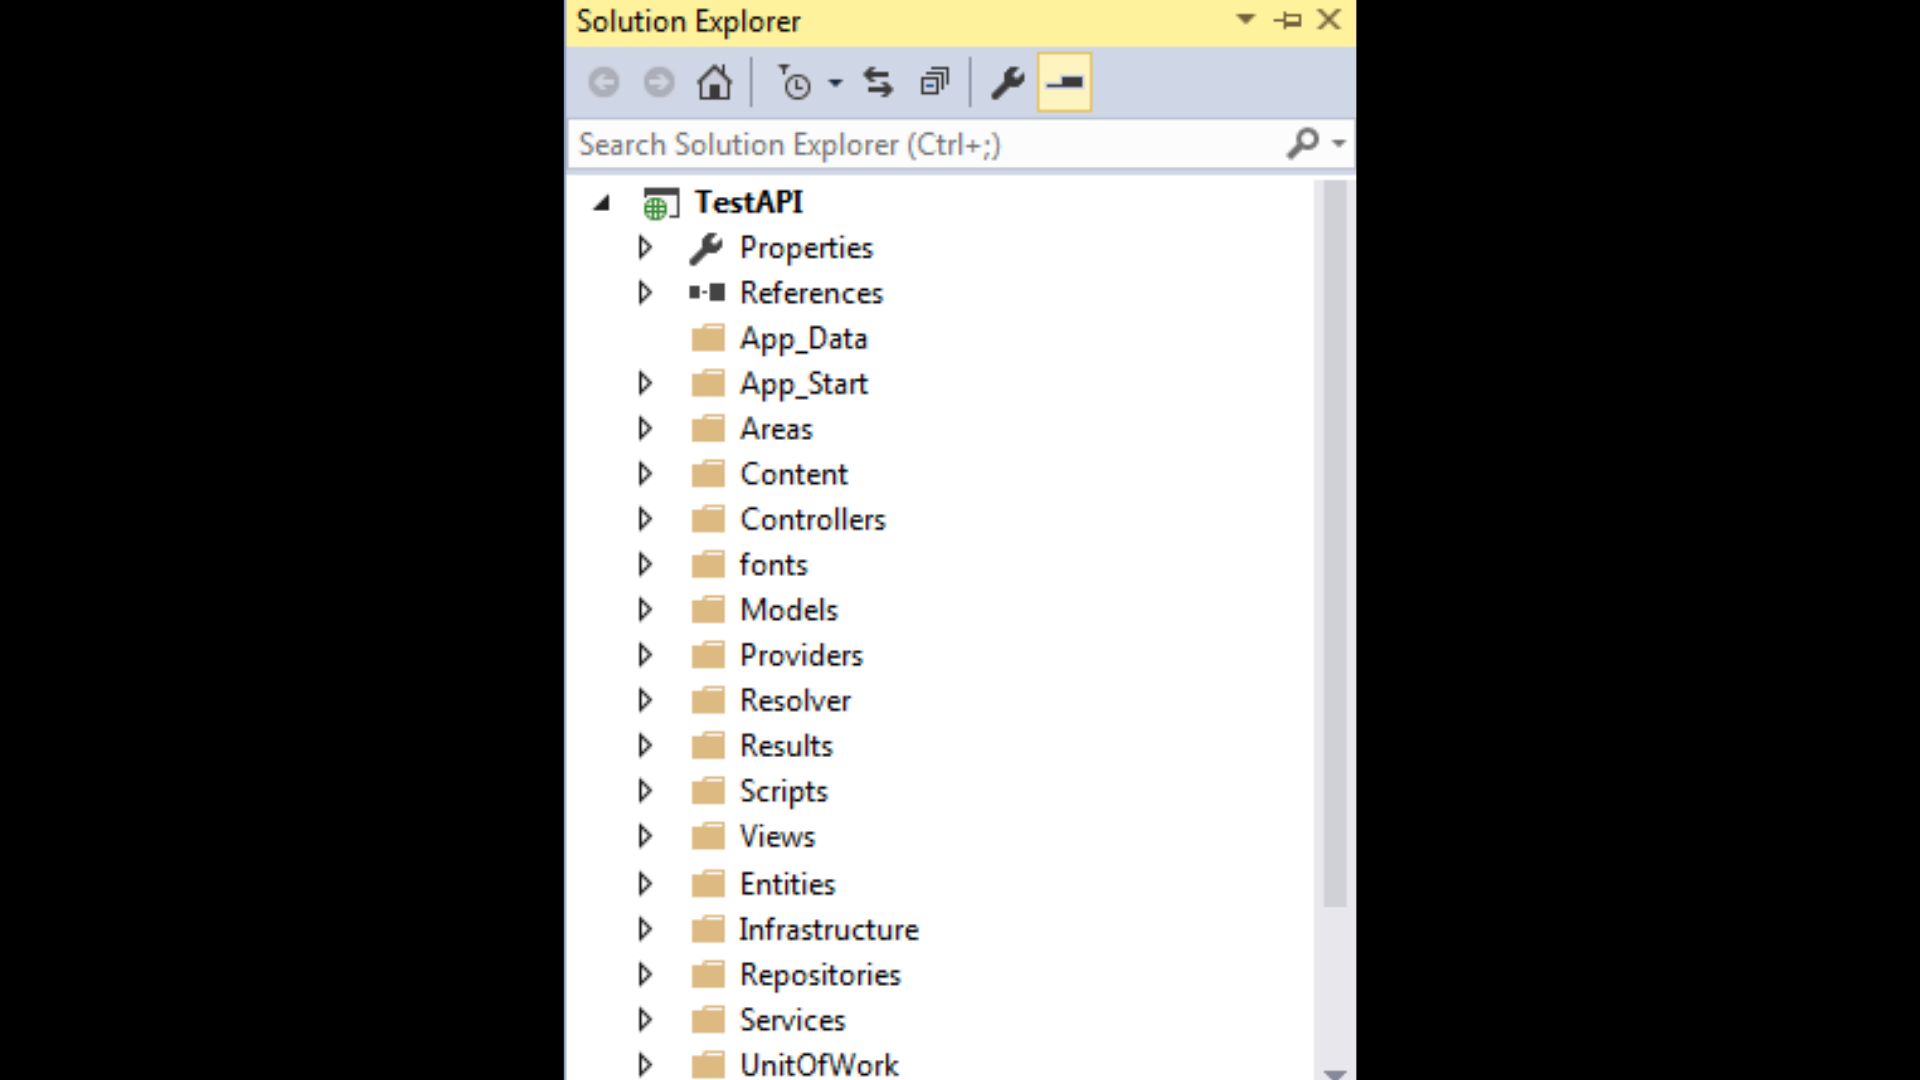 Solution Explorer
Search Solution Explorer (Ctrl+;)
TestAPI
Properties
References
App_Data
App_Start
Areas
Content
Controllers
fonts
Models
Providers
Resolver
Results
Scripts
Views
Entities
Infrastructure
Repositories
Services
UnitOfWork